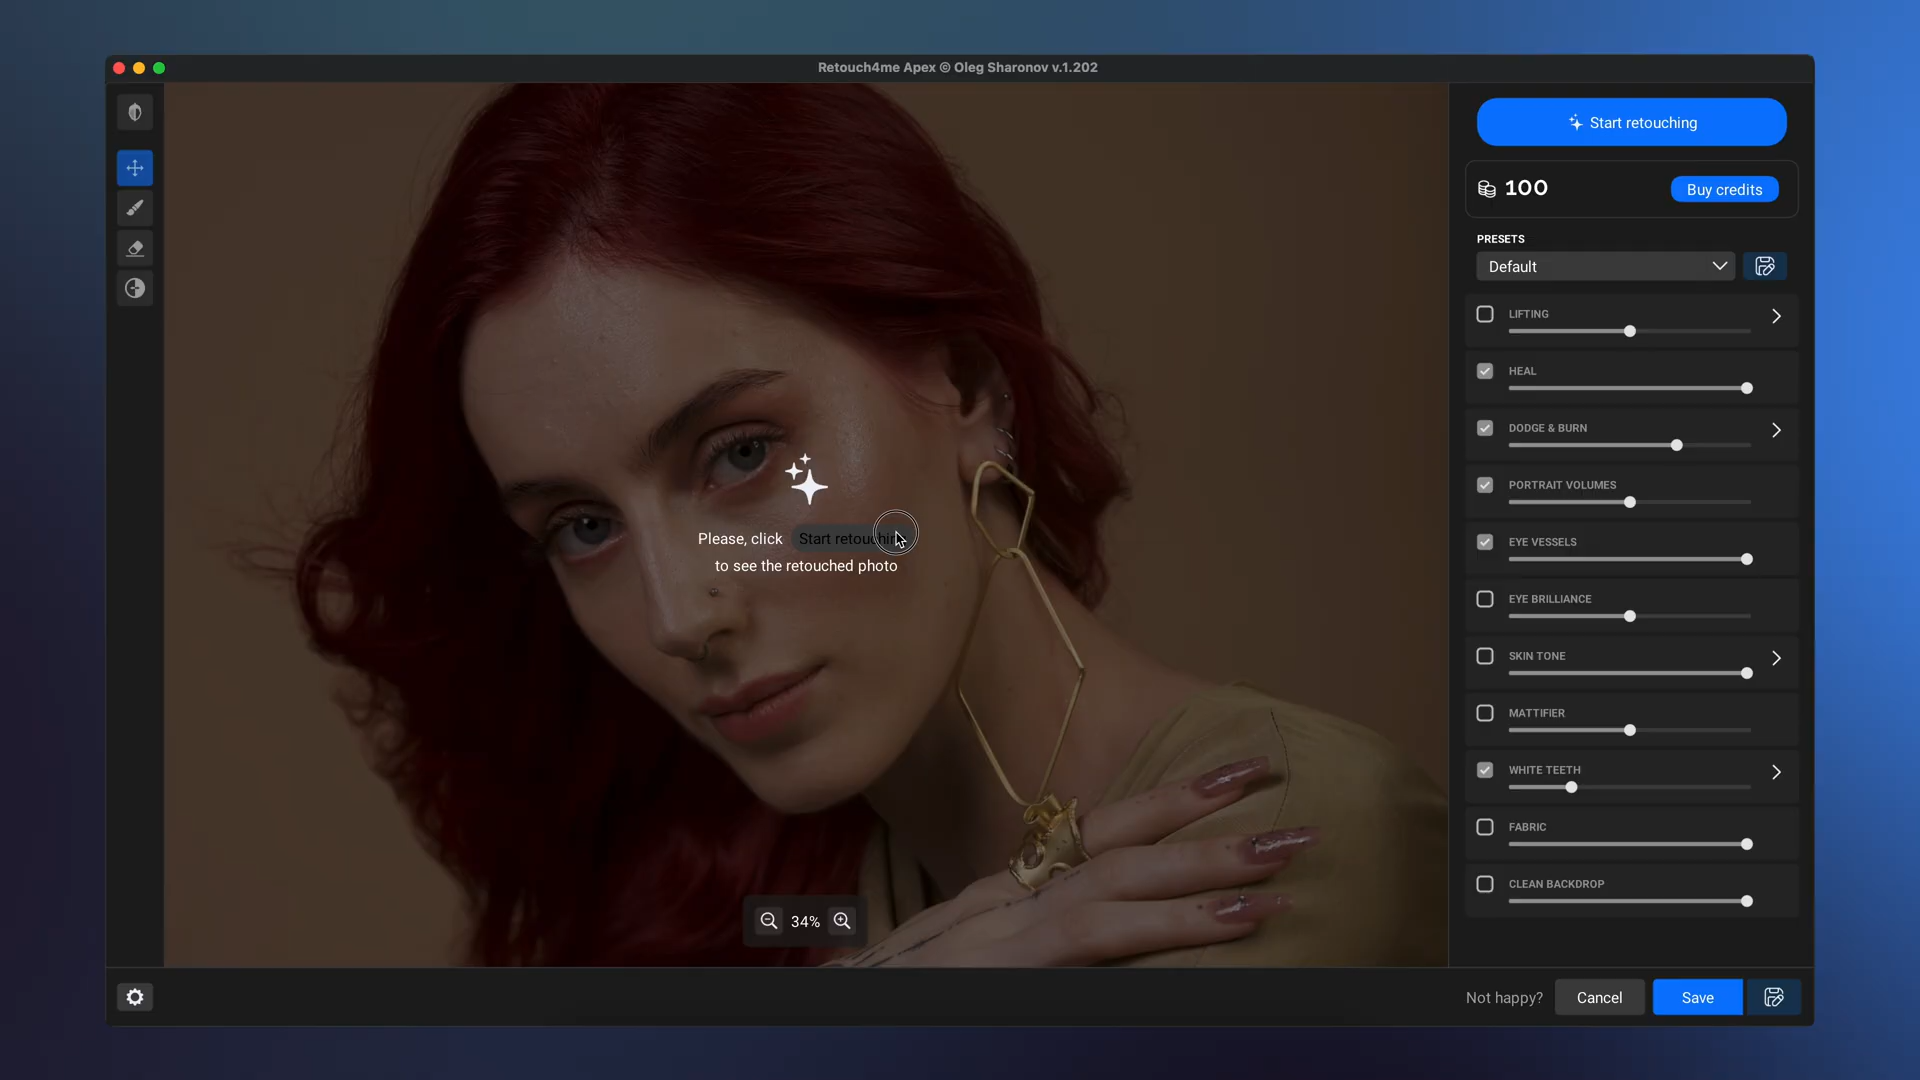 Retouch4me Apex © Oleg Sharonov v.1.202
Start retouching
100
Buy credits
PRESETS
Default
LIFTING
HEAL
DODGE & BURN
PORTRAIT VOLUMES
EYE VESSELS
EYE BRILLIANCE
SKIN TONE
MATTIFIER
WHITE TEETH
FABRIC
CLEAN BACKDROP
Please, click Start retouching
to see the retouched photo
34%
Not happy?
Cancel
Save